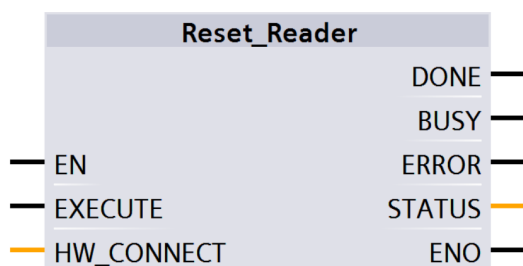 Reset_Reader
DONE
BUSY
EN ERROR
EXECUTE STATUS
HW_CONNECT ENO